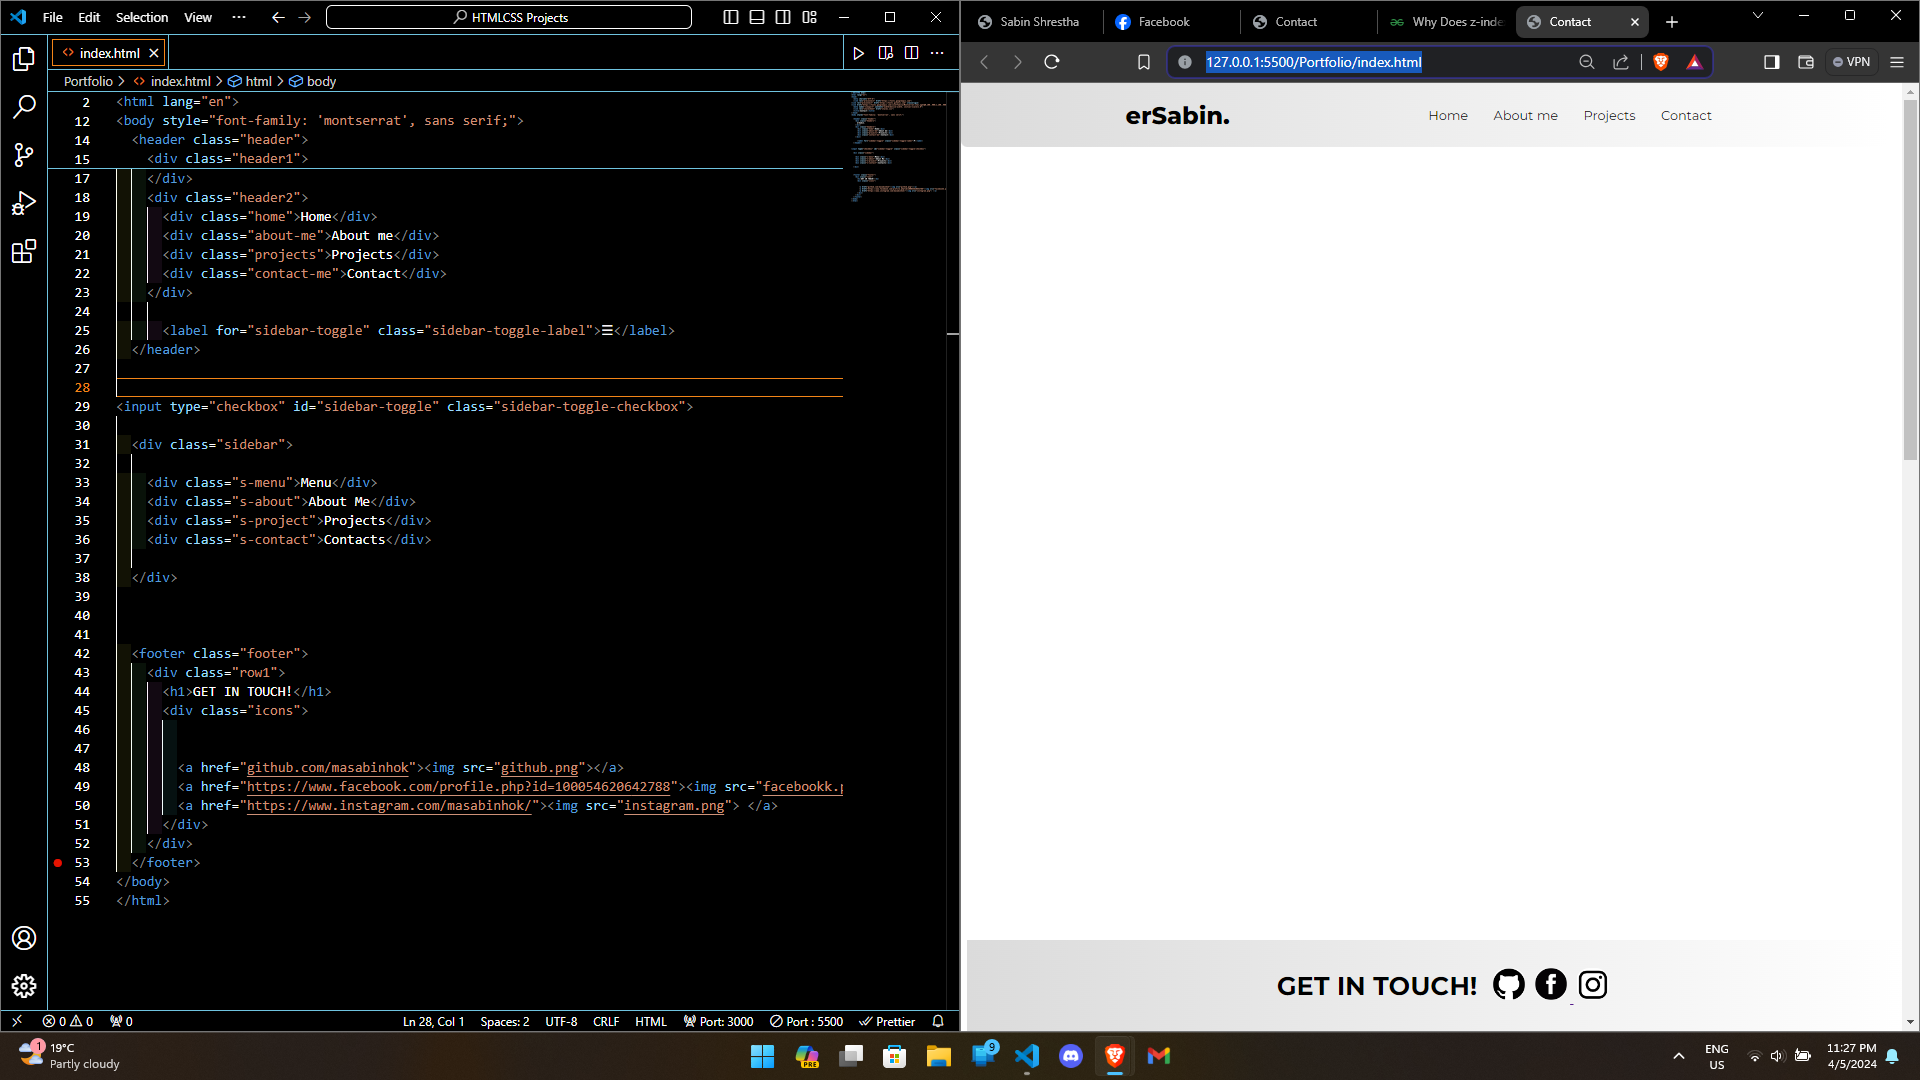 File Edit Selection View ··· HTMLCSS Projects
index.html
Portfolio > index.html > html > body
2 <html lang="en">
12 <body style="font-family: 'montserrat', sans serif;">
14 <header class="header">
15 <div class="header1">
17 </div>
18 <div class="header2">
19 <div class="home">Home</div>
20 <div class="about-me">About me</div>
21 <div class="projects">Projects</div>
22 <div class="contact-me">Contact</div>
23 </div>
24
25 <label for="sidebar-toggle" class="sidebar-toggle-label">☰</label>
26 </header>
27
28
29 <input type="checkbox" id="sidebar-toggle" class="sidebar-toggle-checkbox">
30
31 <div class="sidebar">
32
33 <div class="s-menu">Menu</div>
34 <div class="s-about">About Me</div>
35 <div class="s-project">Projects</div>
36 <div class="s-contact">Contacts</div>
37
38 </div>
39
40
41
42 <footer class="footer">
43 <div class="row1">
44 <h1>GET IN TOUCH!</h1>
45 <div class="icons">
46
47
48 <a href="github.com/masabinhok"><img src="github.png"></a>
49 <a href="https://www.facebook.com/profile.php?id=100054620642788"><img src="facebookk.p
50 <a href="https://www.instagram.com/masabinhok/"><img src="instagram.png"> </a>
51 </div>
52 </div>
53 </footer>
54 </body>
55 </html>
0 0 0 Ln 28, Col 1 Spaces: 2 UTF-8 CRLF HTML Port: 3000 Port : 5500 Prettier
Sabin Shrestha Facebook Contact Why Does z-inde Contact
127.0.0.1:5500/Portfolio/index.html VPN
erSabin. Home About me Projects Contact
GET IN TOUCH!
1 19°C
Partly cloudy
PRE
9
ENG
US
11:27 PM
4/5/2024